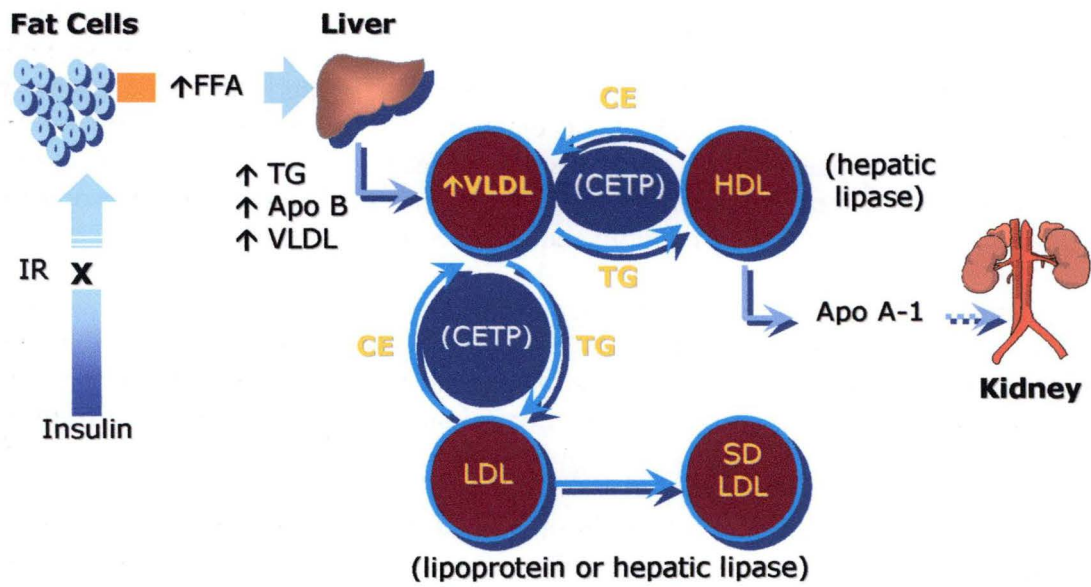 Fat Cells
Liver
↑FFA
↑ TG
↑ Apo B
↑ VLDL
IR X
Insulin
CE
↑VLDL
(CETP)
HDL
TG
(hepatic
lipase)
Apo A-1
Kidney
CE
(CETP)
TG
LDL
SD
LDL
(lipoprotein or hepatic lipase)